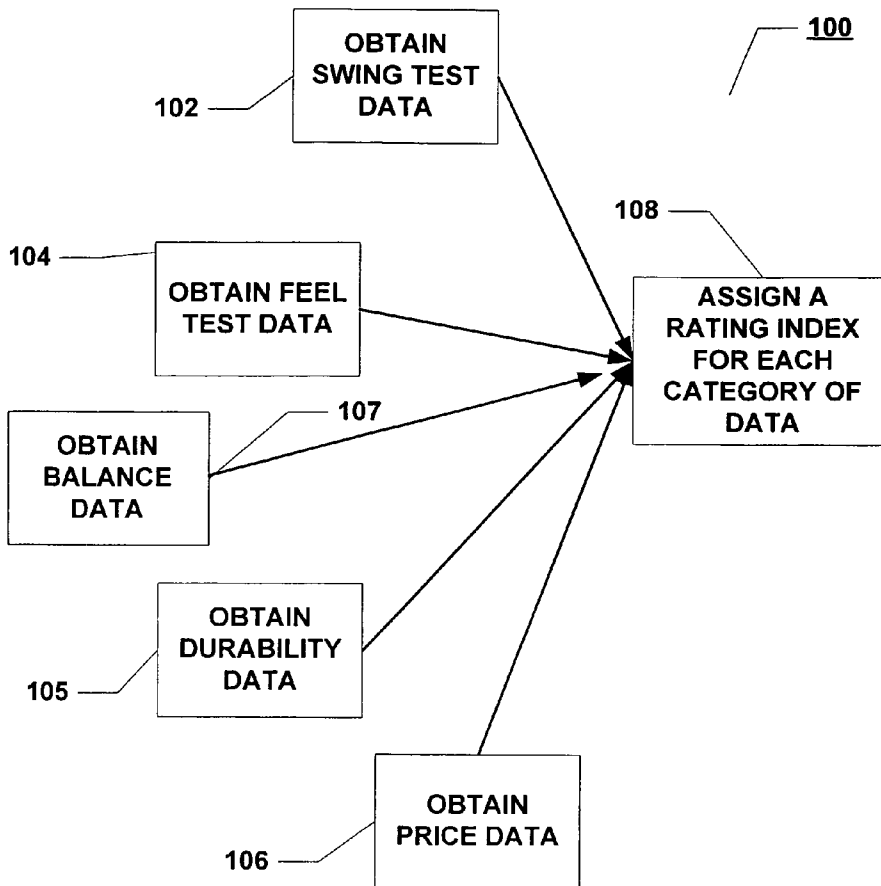 100
OBTAIN
SWING TEST
DATA
102
108
104
OBTAIN FEEL
TEST DATA
ASSIGN A
RATING INDEX
FOR EACH
CATEGORY OF
DATA
107
OBTAIN
BALANCE
DATA
OBTAIN
DURABILITY
DATA
105
OBTAIN
PRICE DATA
106